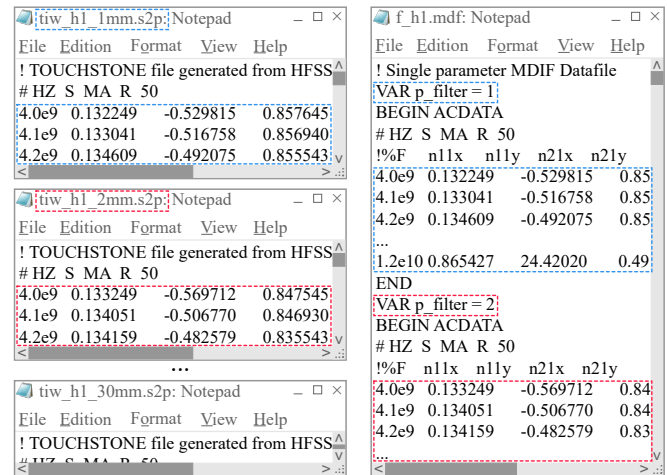 tiw_h1_1mm.s2p: Notepad
File Edition Format View Help
! TOUCHSTONE file generated from HFSS
# HZ S MA R 50
4.0e9 0.132249 -0.529815 0.857645
4.1e9 0.133041 -0.516758 0.856940
4.2e9 0.134609 -0.492075 0.855543
tiw_h1_2mm.s2p: Notepad
File Edition Format View Help
! TOUCHSTONE file generated from HFSS
# HZ S MA R 50
4.0e9 0.133249 -0.569712 0.847545
4.1e9 0.134051 -0.506770 0.846930
4.2e9 0.134159 -0.482579 0.835543
...
tiw_h1_30mm.s2p: Notepad
File Edition Format View Help
! TOUCHSTONE file generated from HFSS
# HZ S MA R 50
f_h1.mdf: Notepad
File Edition Format View Help
! Single parameter MDIF Datafile
VAR p_filter = 1
BEGIN ACDATA
# HZ S MA R 50
!%F n11x n11y n21x n21y
4.0e9 0.132249 -0.529815 0.85
4.1e9 0.133041 -0.516758 0.85
4.2e9 0.134609 -0.492075 0.85
...
1.2e10 0.865427 24.42020 0.49
END
VAR p_filter = 2
BEGIN ACDATA
# HZ S MA R 50
!%F n11x n11y n21x n21y
4.0e9 0.133249 -0.569712 0.84
4.1e9 0.134051 -0.506770 0.84
4.2e9 0.134159 -0.482579 0.83
...